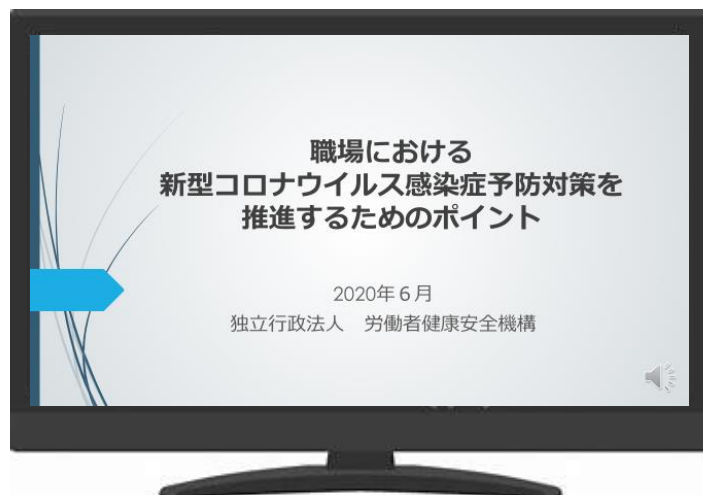 職場における
新型コロナウイルス感染症予防対策を
推進するためのポイント
2020年６月
独立行政法人　労働者健康安全機構